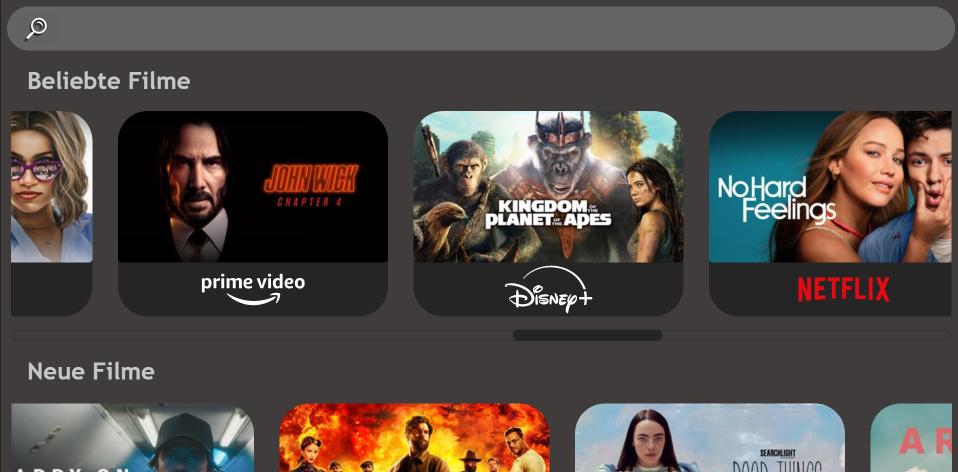 Beliebte Filme
JOHN WICK
CHAPTER 4
KINGDOM OF THE
PLANET OF THE APES
No Hard
Feelings
prime video
Disney+
NETFLIX
Neue Filme
SEARCHLIGHT